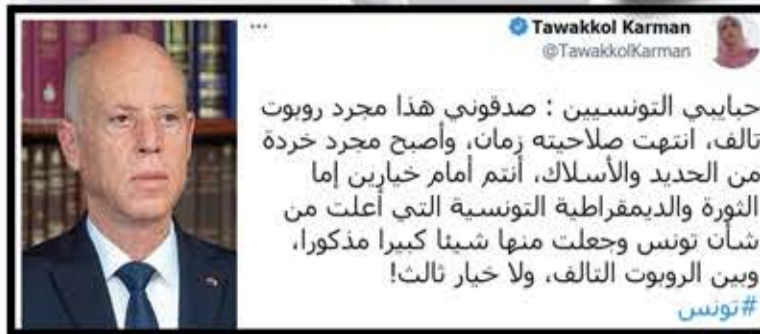 Tawakkol Karman
@TawakkolKarman
حبايبي التونسيين : صدقوني هذا مجرد روبوت
تالف، انتهت صلاحيته زمان، وأصبح مجرد خردة
من الحديد والأسلاك، أنتم أمام خيارين إما
الثورة والديمقراطية التونسية التي أعلت من
شأن تونس وجعلت منها شيئا كبيرا مذكورا،
وبين الروبوت التالف، ولا خيار ثالث!
#تونس